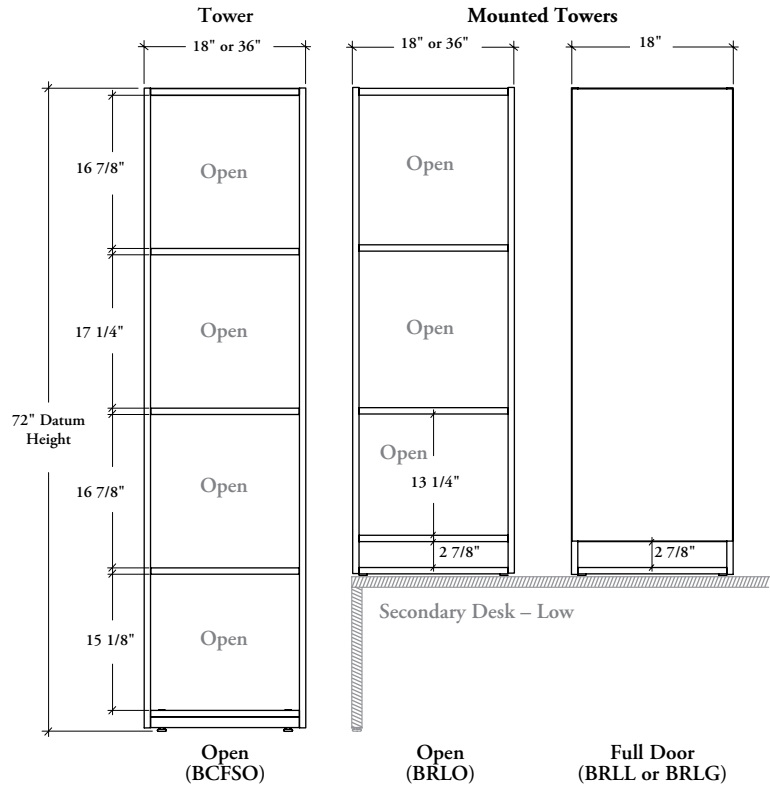 Tower
Mounted Towers
18" or 36"
18" or 36"
18"
16 7/8"
Open
Open
17 1/4"
Open
Open
72" Datum
Height
16 7/8"
Open
Open
13 1/4"
2 7/8"
2 7/8"
Secondary Desk – Low
15 1/8"
Open
Open
(BCFSO)
Open
(BRLO)
Full Door
(BRLL or BRLG)